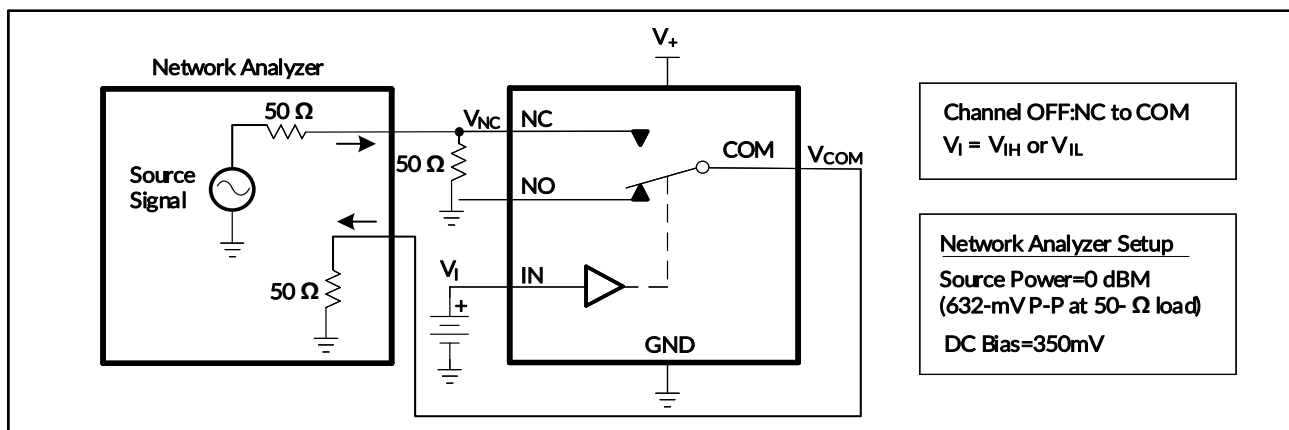 Network Analyzer
50 Ω
Source
Signal
50 Ω
V+
VNC
NC
50 Ω
NO
COM
VCOM
VI
IN
+
GND
Channel OFF:NC to COM
VI = VIH or VIL
Network Analyzer Setup
Source Power=0 dBM
(632-mV P-P at 50- Ω load)
DC Bias=350mV